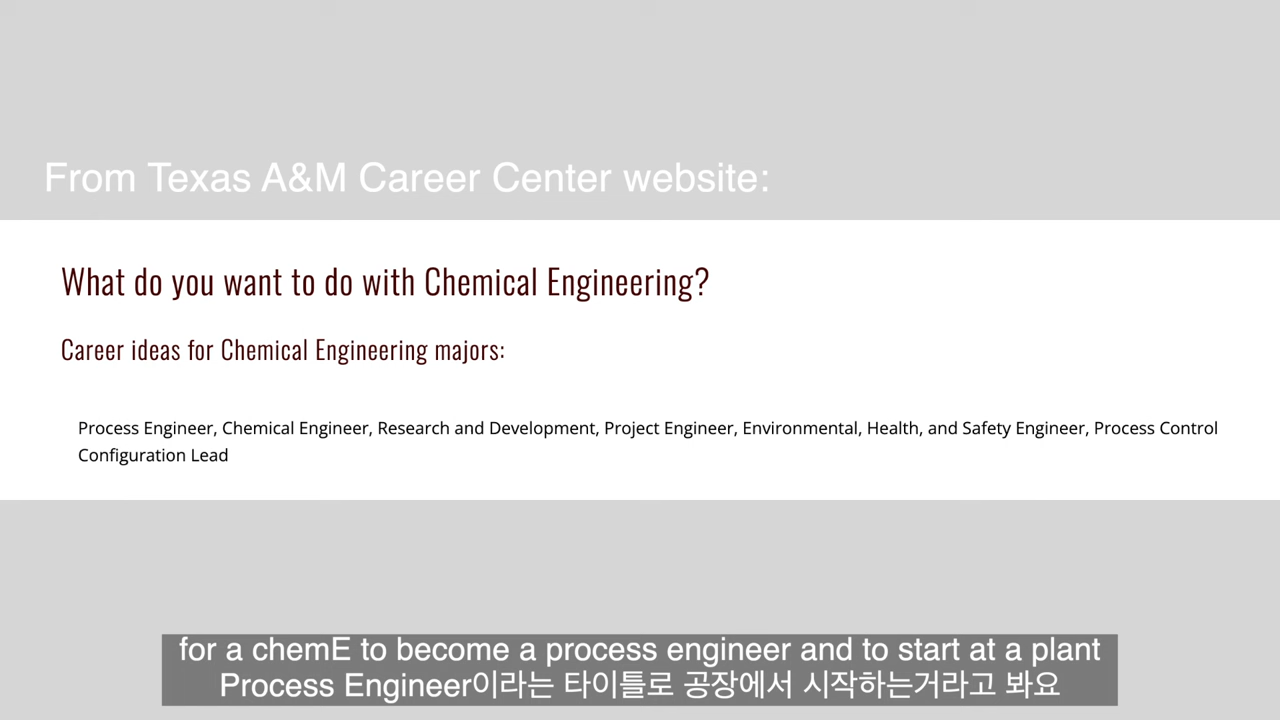 From Texas A&M Career Center website:
What do you want to do with Chemical Engineering?
Career ideas for Chemical Engineering majors:
Process Engineer, Chemical Engineer, Research and Development, Project Engineer, Environmental, Health, and Safety Engineer, Process Control
Configuration Lead
for a chemE to become a process engineer and to start at a plant
Process Engineer이라는 타이틀로 공장에서 시작하는거라고 봐요